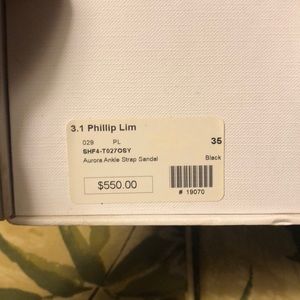 3.1 Phillip Lim
029 PL 35
SHF4-T027OSY
Aurora Ankle Strap Sandal Black
$550.00
# 19070